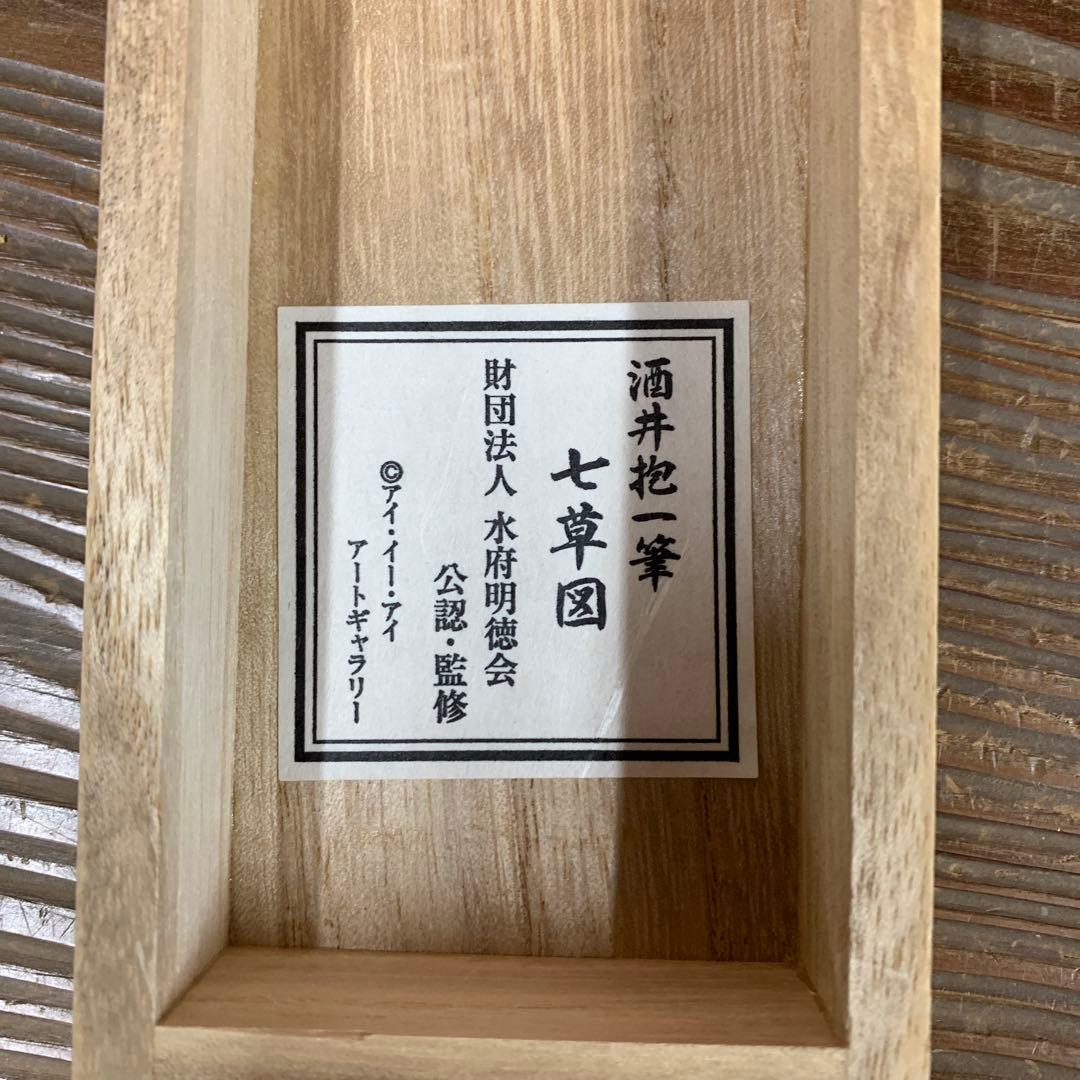 酒井抱一筆
七草図
財団法人 水府明徳会
公認・監修
©アイ・イー・アイ
アートギャラリー